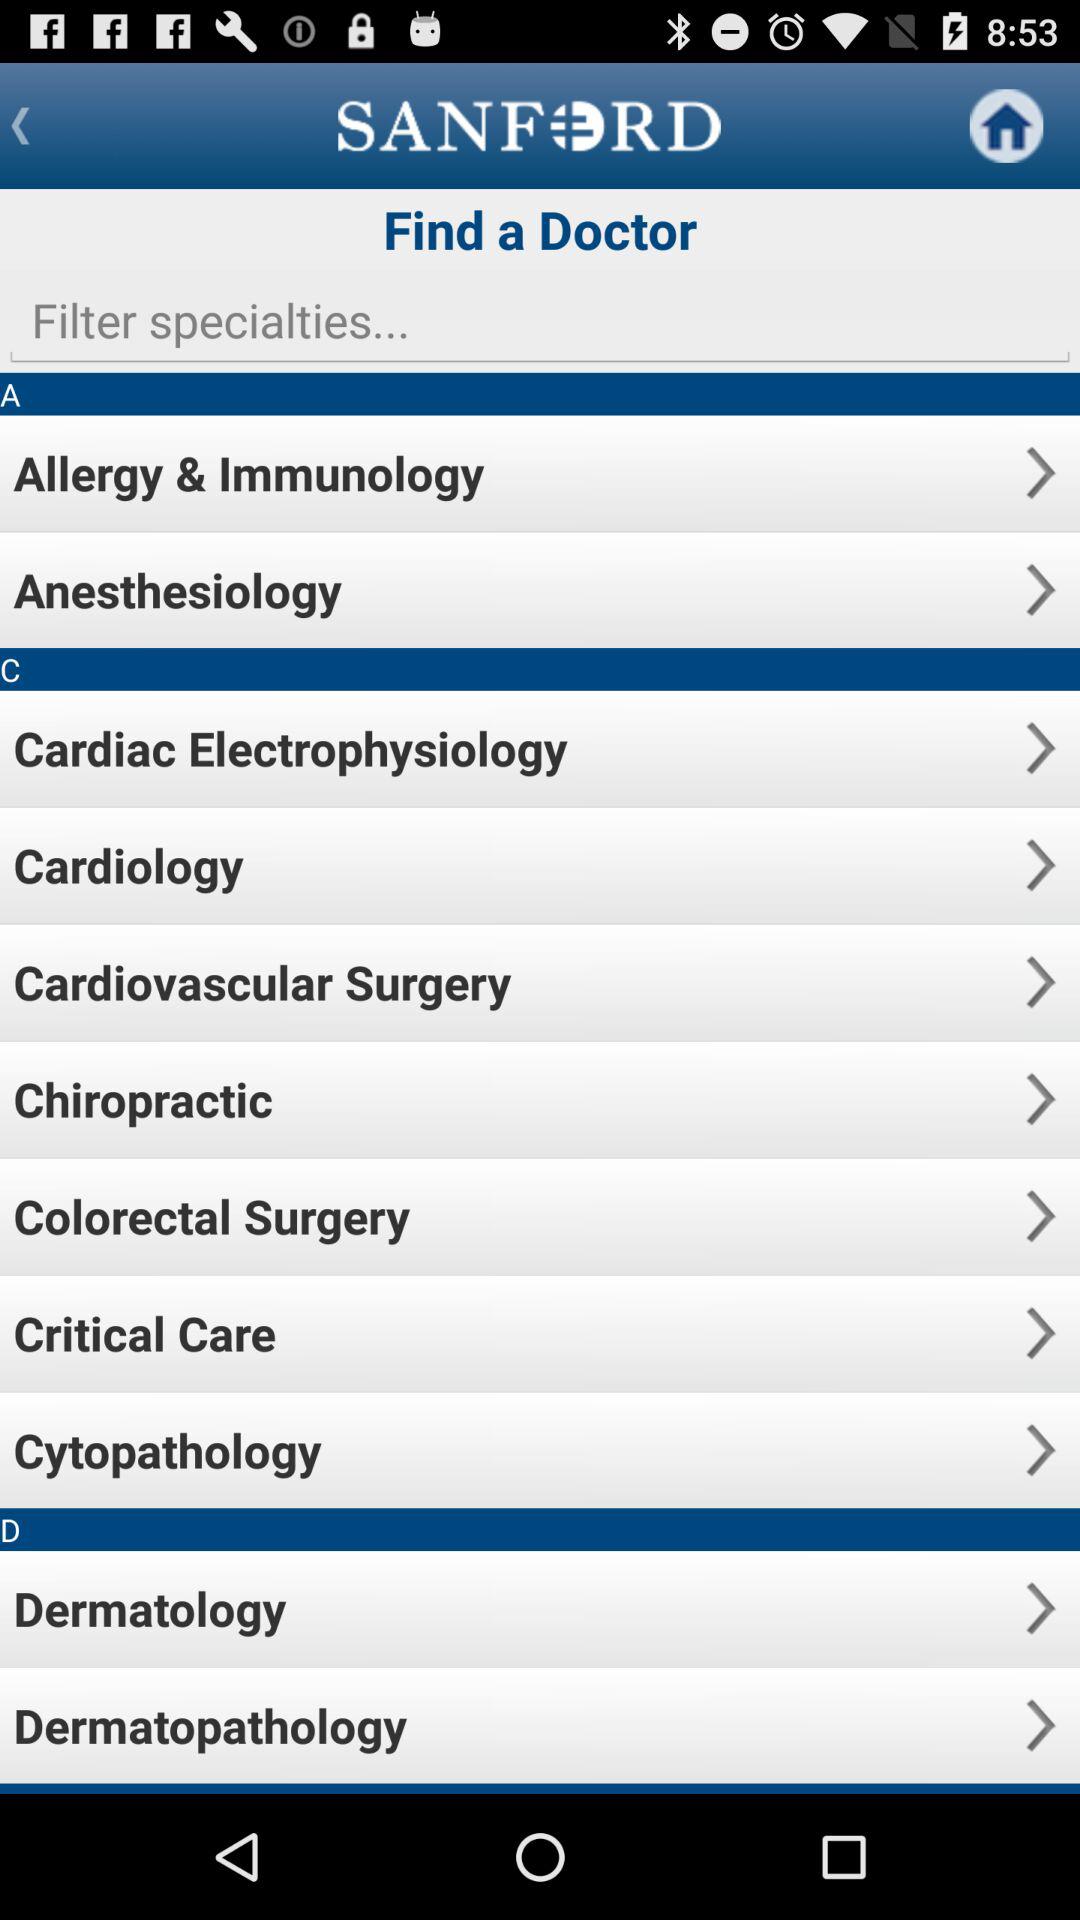 8:53
SANFORD
Find a Doctor
Filter specialties...
A
Allergy & Immunology
Anesthesiology
C
Cardiac Electrophysiology
Cardiology
Cardiovascular Surgery
Chiropractic
Colorectal Surgery
Critical Care
Cytopathology
D
Dermatology
Dermatopathology